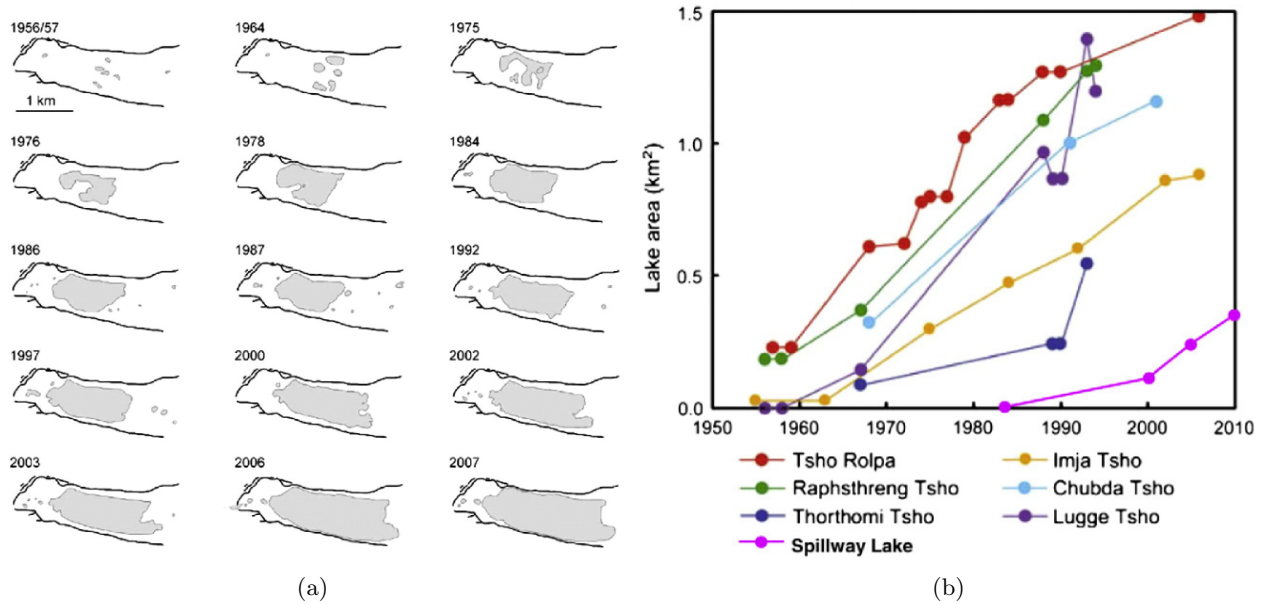 1956/57
1964
1975
1 km
1976
1978
1984
1986
1987
1992
1997
2000
2002
2003
2006
2007
(a)
Lake area (km²)
1.5
1.0
0.5
0.0
1950
1960
1970
1980
1990
2000
2010
Tsho Rolpa
Imja Tsho
Raphsthreng Tsho
Chubda Tsho
Thorthomi Tsho
Lugge Tsho
Spillway Lake
(b)